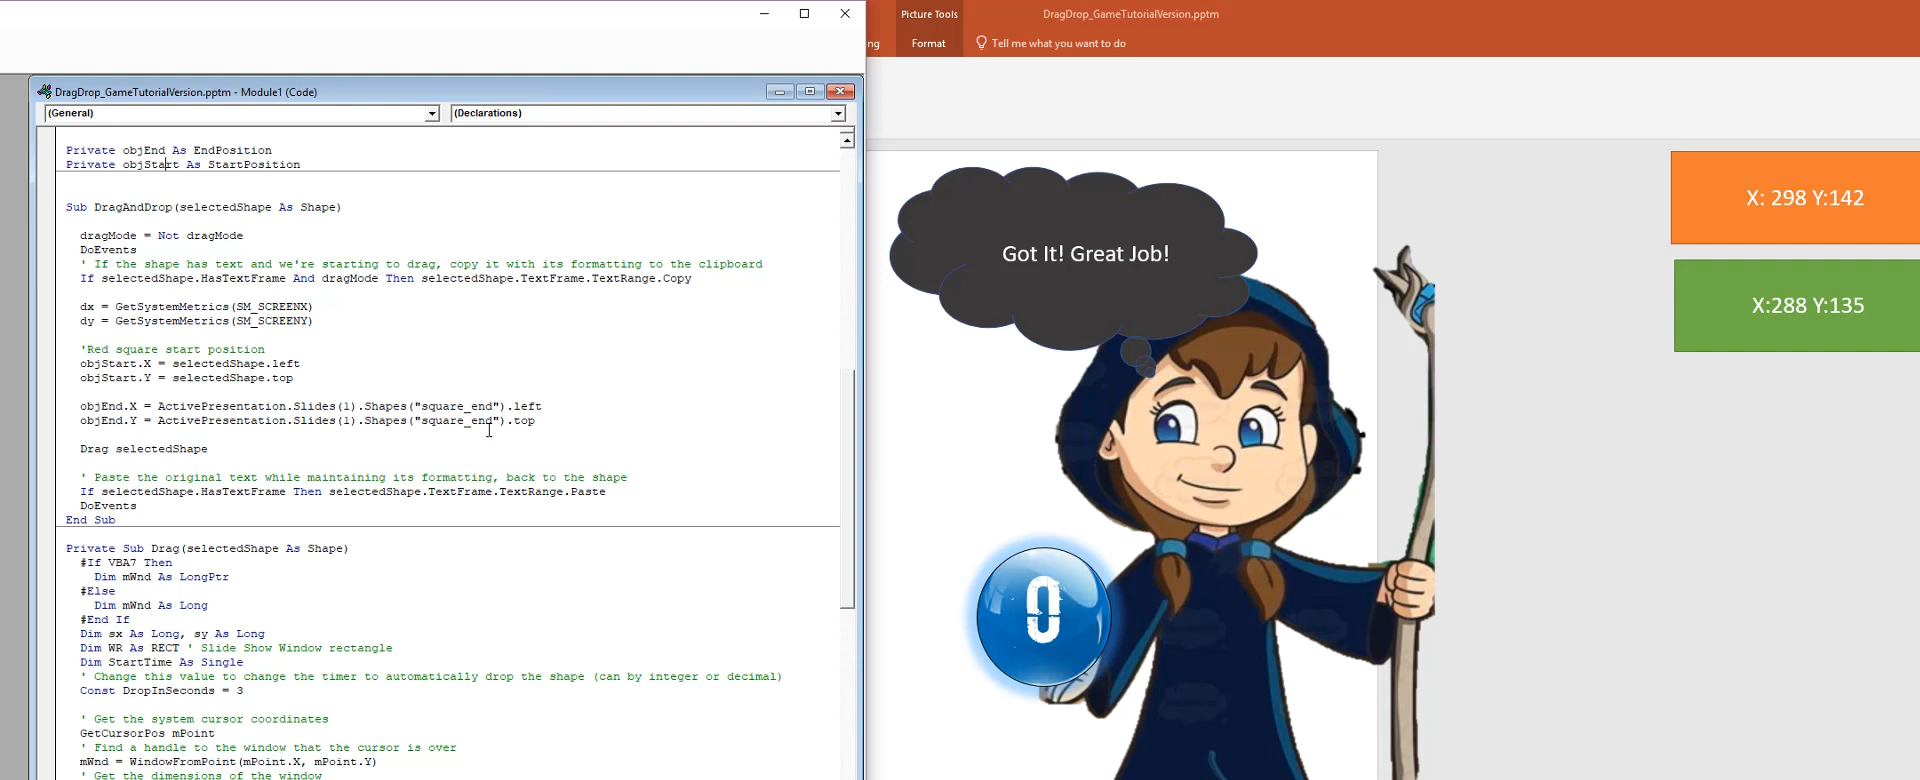 Picture Tools
DragDrop_GameTutorialVersion.pptm
ng
Format
Tell me what you want to do
DragDrop_GameTutorialVersion.pptm - Module1 (Code)
(General)
(Declarations)
Private objEnd As EndPosition
Private objStart As StartPosition
Sub DragAndDrop(selectedShape As Shape)
dragMode = Not dragMode
DoEvents
' If the shape has text and we're starting to drag, copy it with its formatting to the clipboard
If selectedShape.HasTextFrame And dragMode Then selectedShape.TextFrame.TextRange.Copy
dx = GetSystemMetrics(SM_SCREENX)
dy = GetSystemMetrics(SM_SCREENY)
'Red square start position
objStart.X = selectedShape.left
objStart.Y = selectedShape.top
objEnd.X = ActivePresentation.Slides(1).Shapes("square_end").left
objEnd.Y = ActivePresentation.Slides(1).Shapes("square_end").top
Drag selectedShape
' Paste the original text while maintaining its formatting, back to the shape
If selectedShape.HasTextFrame Then selectedShape.TextFrame.TextRange.Paste
DoEvents
End Sub
Private Sub Drag(selectedShape As Shape)
#If VBA7 Then
Dim mWnd As LongPtr
#Else
Dim mWnd As Long
#End If
Dim sx As Long, sy As Long
Dim WR As RECT ' Slide Show Window rectangle
Dim StartTime As Single
' Change this value to change the timer to automatically drop the shape (can by integer or decimal)
Const DropInSeconds = 3
' Get the system cursor coordinates
GetCursorPos mPoint
' Find a handle to the window that the cursor is over
mWnd = WindowFromPoint(mPoint.X, mPoint.Y)
' Get the dimensions of the window
Got It! Great Job!
0
X: 298 Y:142
X:288 Y:135